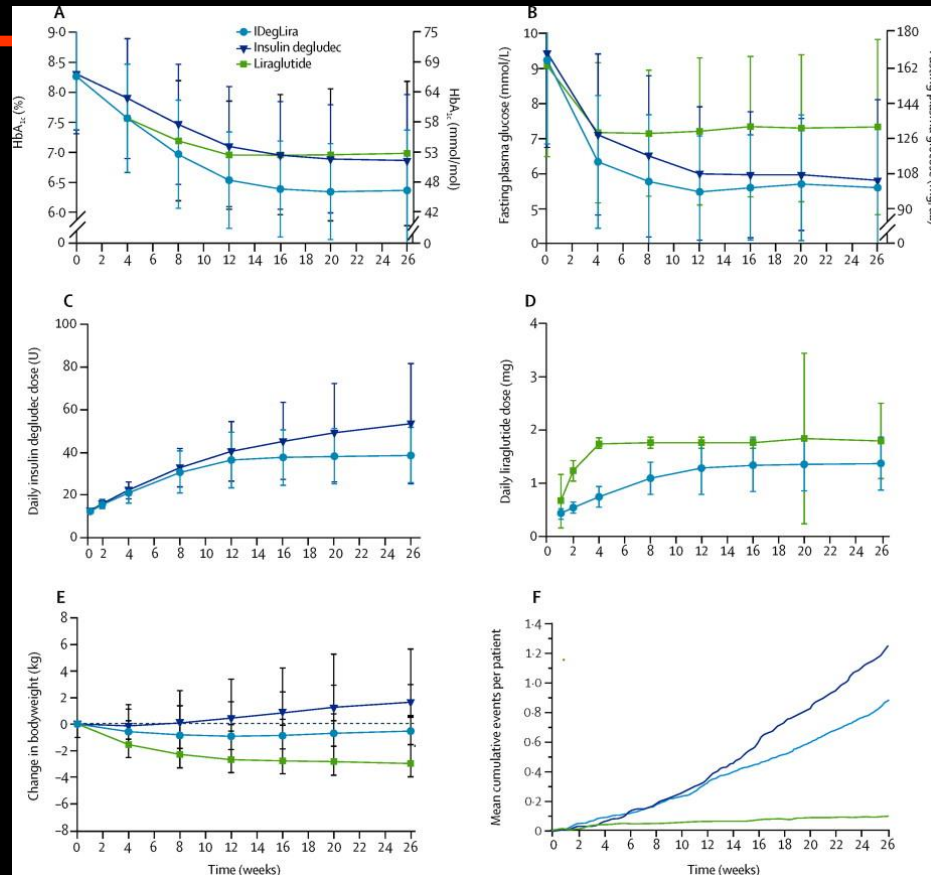 A
HbA1c (%)
9·0
8·5
8·0
7·5
7·0
6·5
6·0
0
75
69
64
58
53
48
42
0
HbA1c (mmol/mol)
IDegLira
Insulin degludec
Liraglutide
0 2 4 6 8 10 12 14 16 18 20 22 24 26
B
Fasting plasma glucose (mmol/L)
10
9
8
7
6
5
0
180
162
144
126
108
90
0
0 2 4 6 8 10 12 14 16 18 20 22 24 26
C
Daily insulin degludec dose (U)
100
80
60
40
20
0
0 2 4 6 8 10 12 14 16 18 20 22 24 26
D
Daily liraglutide dose (mg)
4
3
2
1
0
0 2 4 6 8 10 12 14 16 18 20 22 24 26
E
Change in bodyweight (kg)
8
6
4
2
0
–2
–4
–6
–8
0 2 4 6 8 10 12 14 16 18 20 22 24 26
Time (weeks)
F
Mean cumulative events per patient
1·4
1·2
1·0
0·8
0·6
0·4
0·2
0
0 2 4 6 8 10 12 14 16 18 20 22 24 26
Time (weeks)